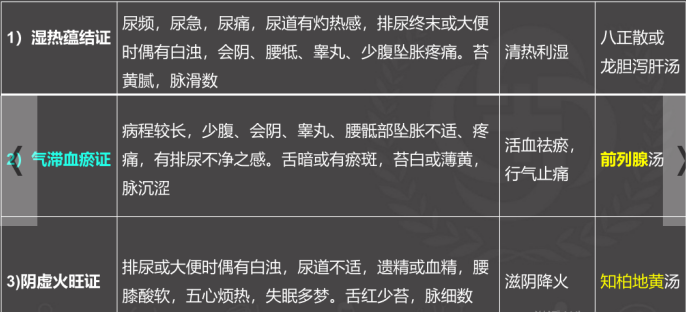 尿频，尿急，尿痛，尿道有灼热感，排尿终末或大便
1）湿热蕴结证 时偶有白浊，会阴、腰骶、睾丸、少腹坠胀疼痛。苔 清热利湿 八正散或
黄腻，脉滑数 龙胆泻肝汤
病程较长，少腹、会阴、睾丸、腰骶部坠胀不适、疼 活血祛瘀，
2）气滞血瘀证 痛，有排尿不净之感。舌暗或有瘀斑，苔白或薄黄， 行气止痛 前列腺汤
脉沉涩
排尿或大便时偶有白浊，尿道不适，遗精或血精，腰
3)阴虚火旺证 膝酸软，五心烦热，失眠多梦。舌红少苔，脉细数 滋阴降火 知柏地黄汤